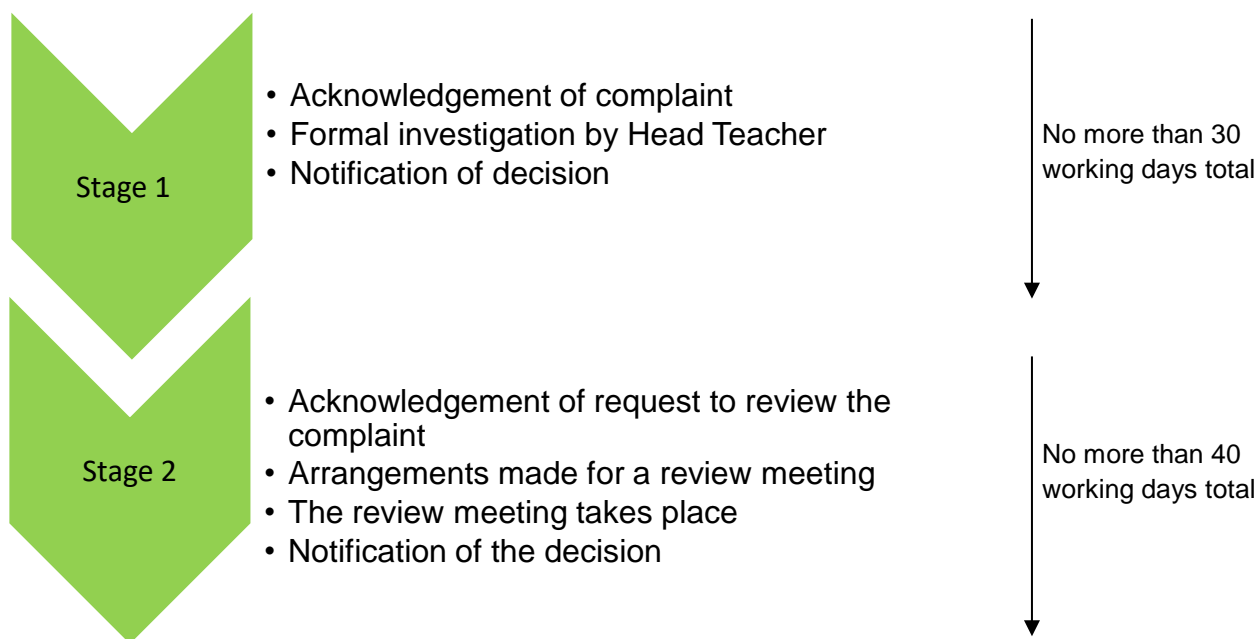 • Acknowledgement of complaint
• Formal investigation by Head Teacher
• Notification of decision
Stage 1
No more than 30
working days total
• Acknowledgement of request to review the
complaint
• Arrangements made for a review meeting
• The review meeting takes place
• Notification of the decision
Stage 2
No more than 40
working days total